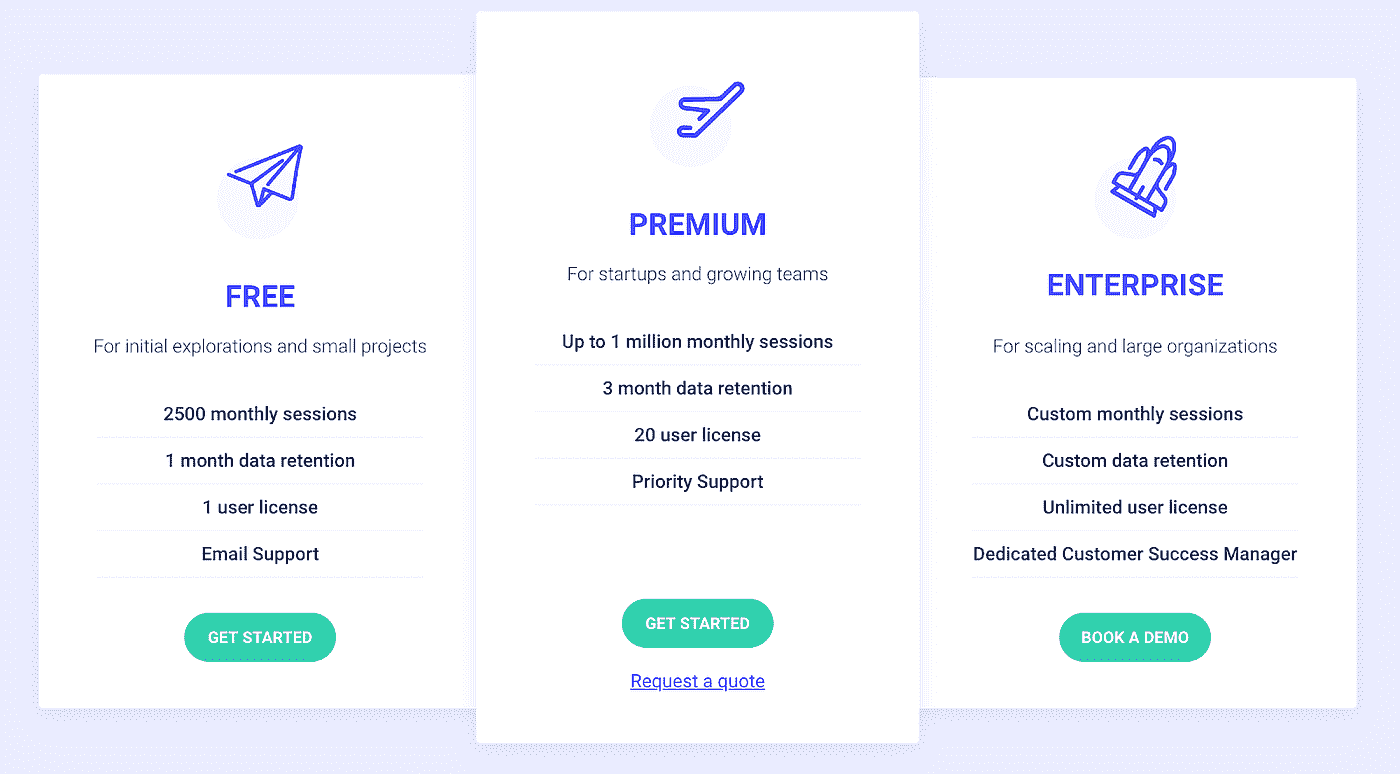 FREE
For initial explorations and small projects
2500 monthly sessions
1 month data retention
1 user license
Email Support
GET STARTED
PREMIUM
For startups and growing teams
Up to 1 million monthly sessions
3 month data retention
20 user license
Priority Support
GET STARTED
Request a quote
ENTERPRISE
For scaling and large organizations
Custom monthly sessions
Custom data retention
Unlimited user license
Dedicated Customer Success Manager
BOOK A DEMO